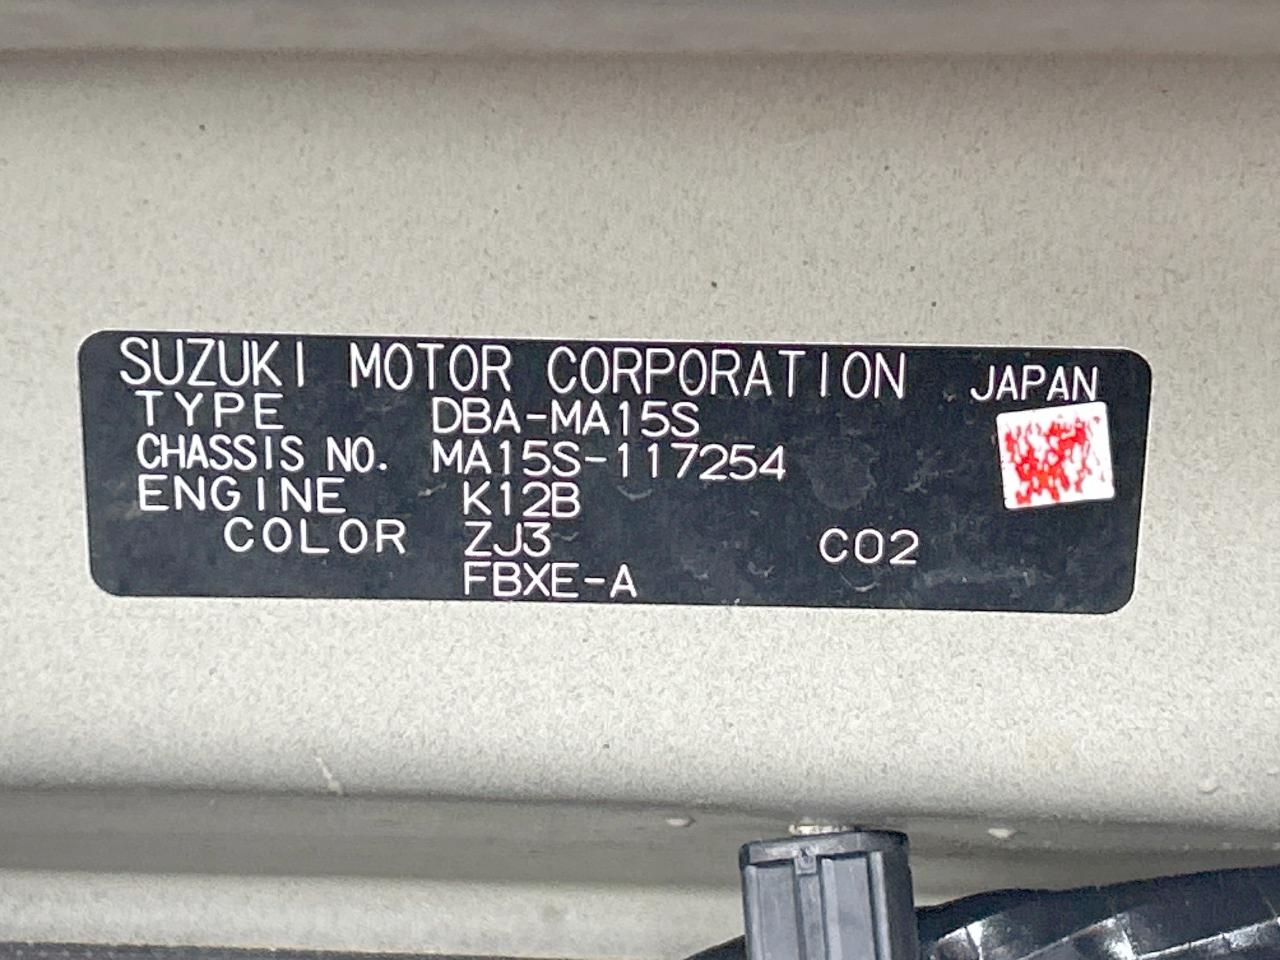 SUZUKI MOTOR CORPORATION JAPAN
TYPE DBA-MA15S
CHASSIS NO. MA15S-117254
ENGINE K12B
COLOR ZJ3 C02
FBXE-A